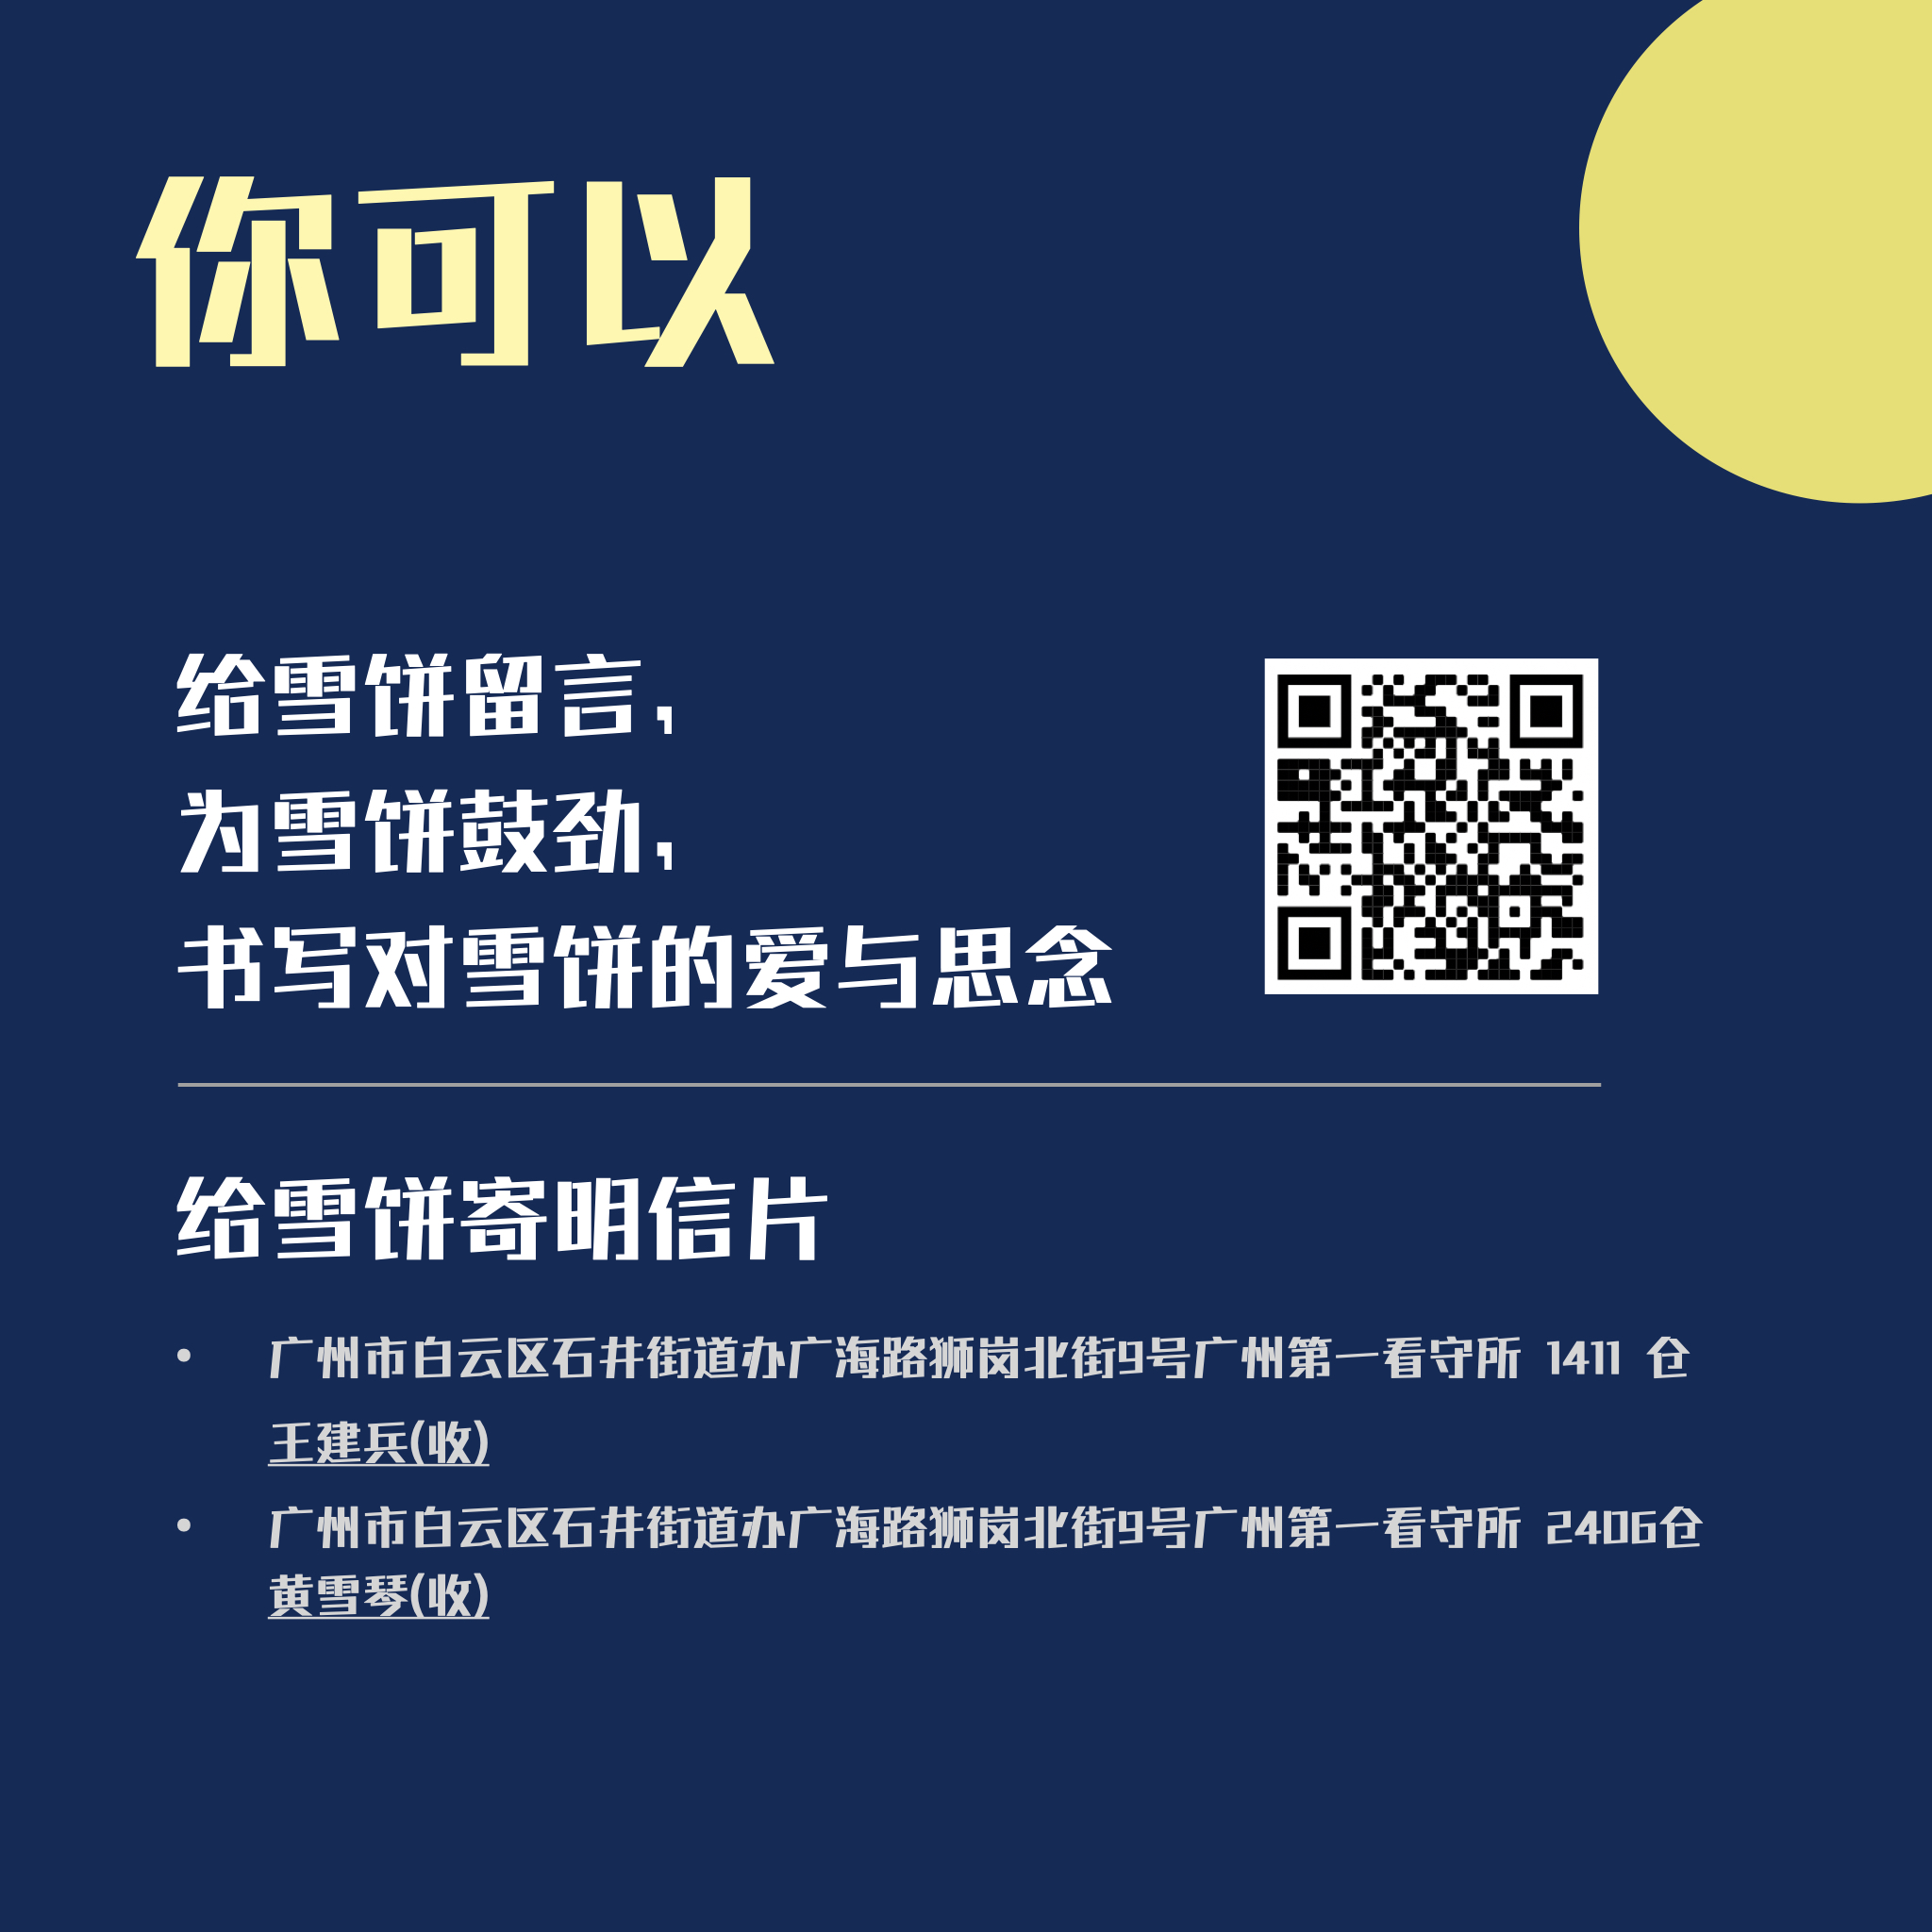 你可以
给雪饼留言,
为雪饼鼓劲,
书写对雪饼的爱与思念
给雪饼寄明信片
• 广州市白云区石井街道办广海路狮岗北街9号广州第一看守所 1411 仓
王建兵(收)
• 广州市白云区石井街道办广海路狮岗北街9号广州第一看守所 2406仓
黄雪琴(收)